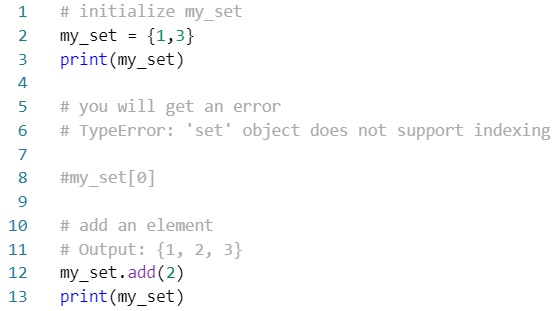 1 # initialize my_set
2 my_set = {1,3}
3 print(my_set)
4
5 # you will get an error
6 # TypeError: 'set' object does not support indexing
7
8 #my_set[0]
9
10 # add an element
11 # Output: {1, 2, 3}
12 my_set.add(2)
13 print(my_set)